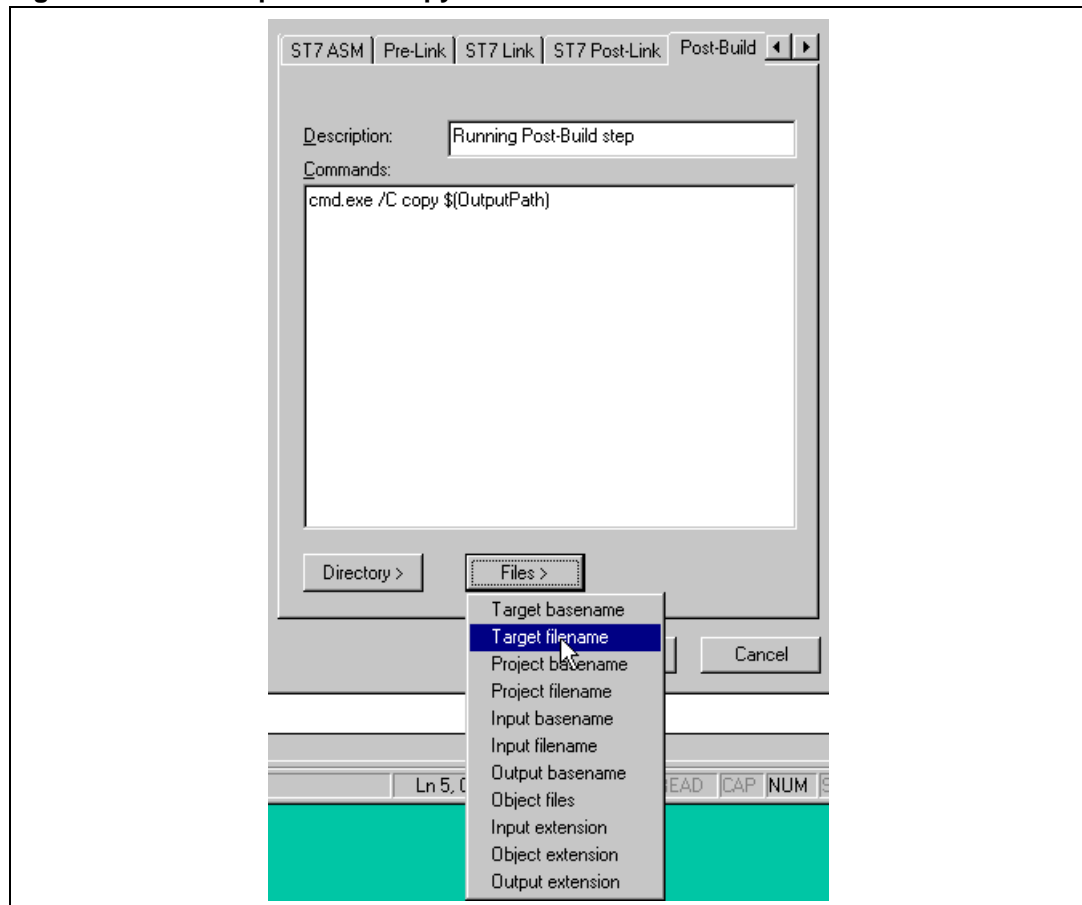 ST7 ASM Pre-Link ST7 Link ST7 Post-Link Post-Build
Description: Running Post-Build step
Commands:
cmd.exe /C copy $(OutputPath)
Directory > Files >
Target basename
Target filename
Cancel
Project basename
Project filename
Input basename
Input filename
Output basename
Ln 5, CAP NUM
Object files
Input extension
Object extension
Output extension